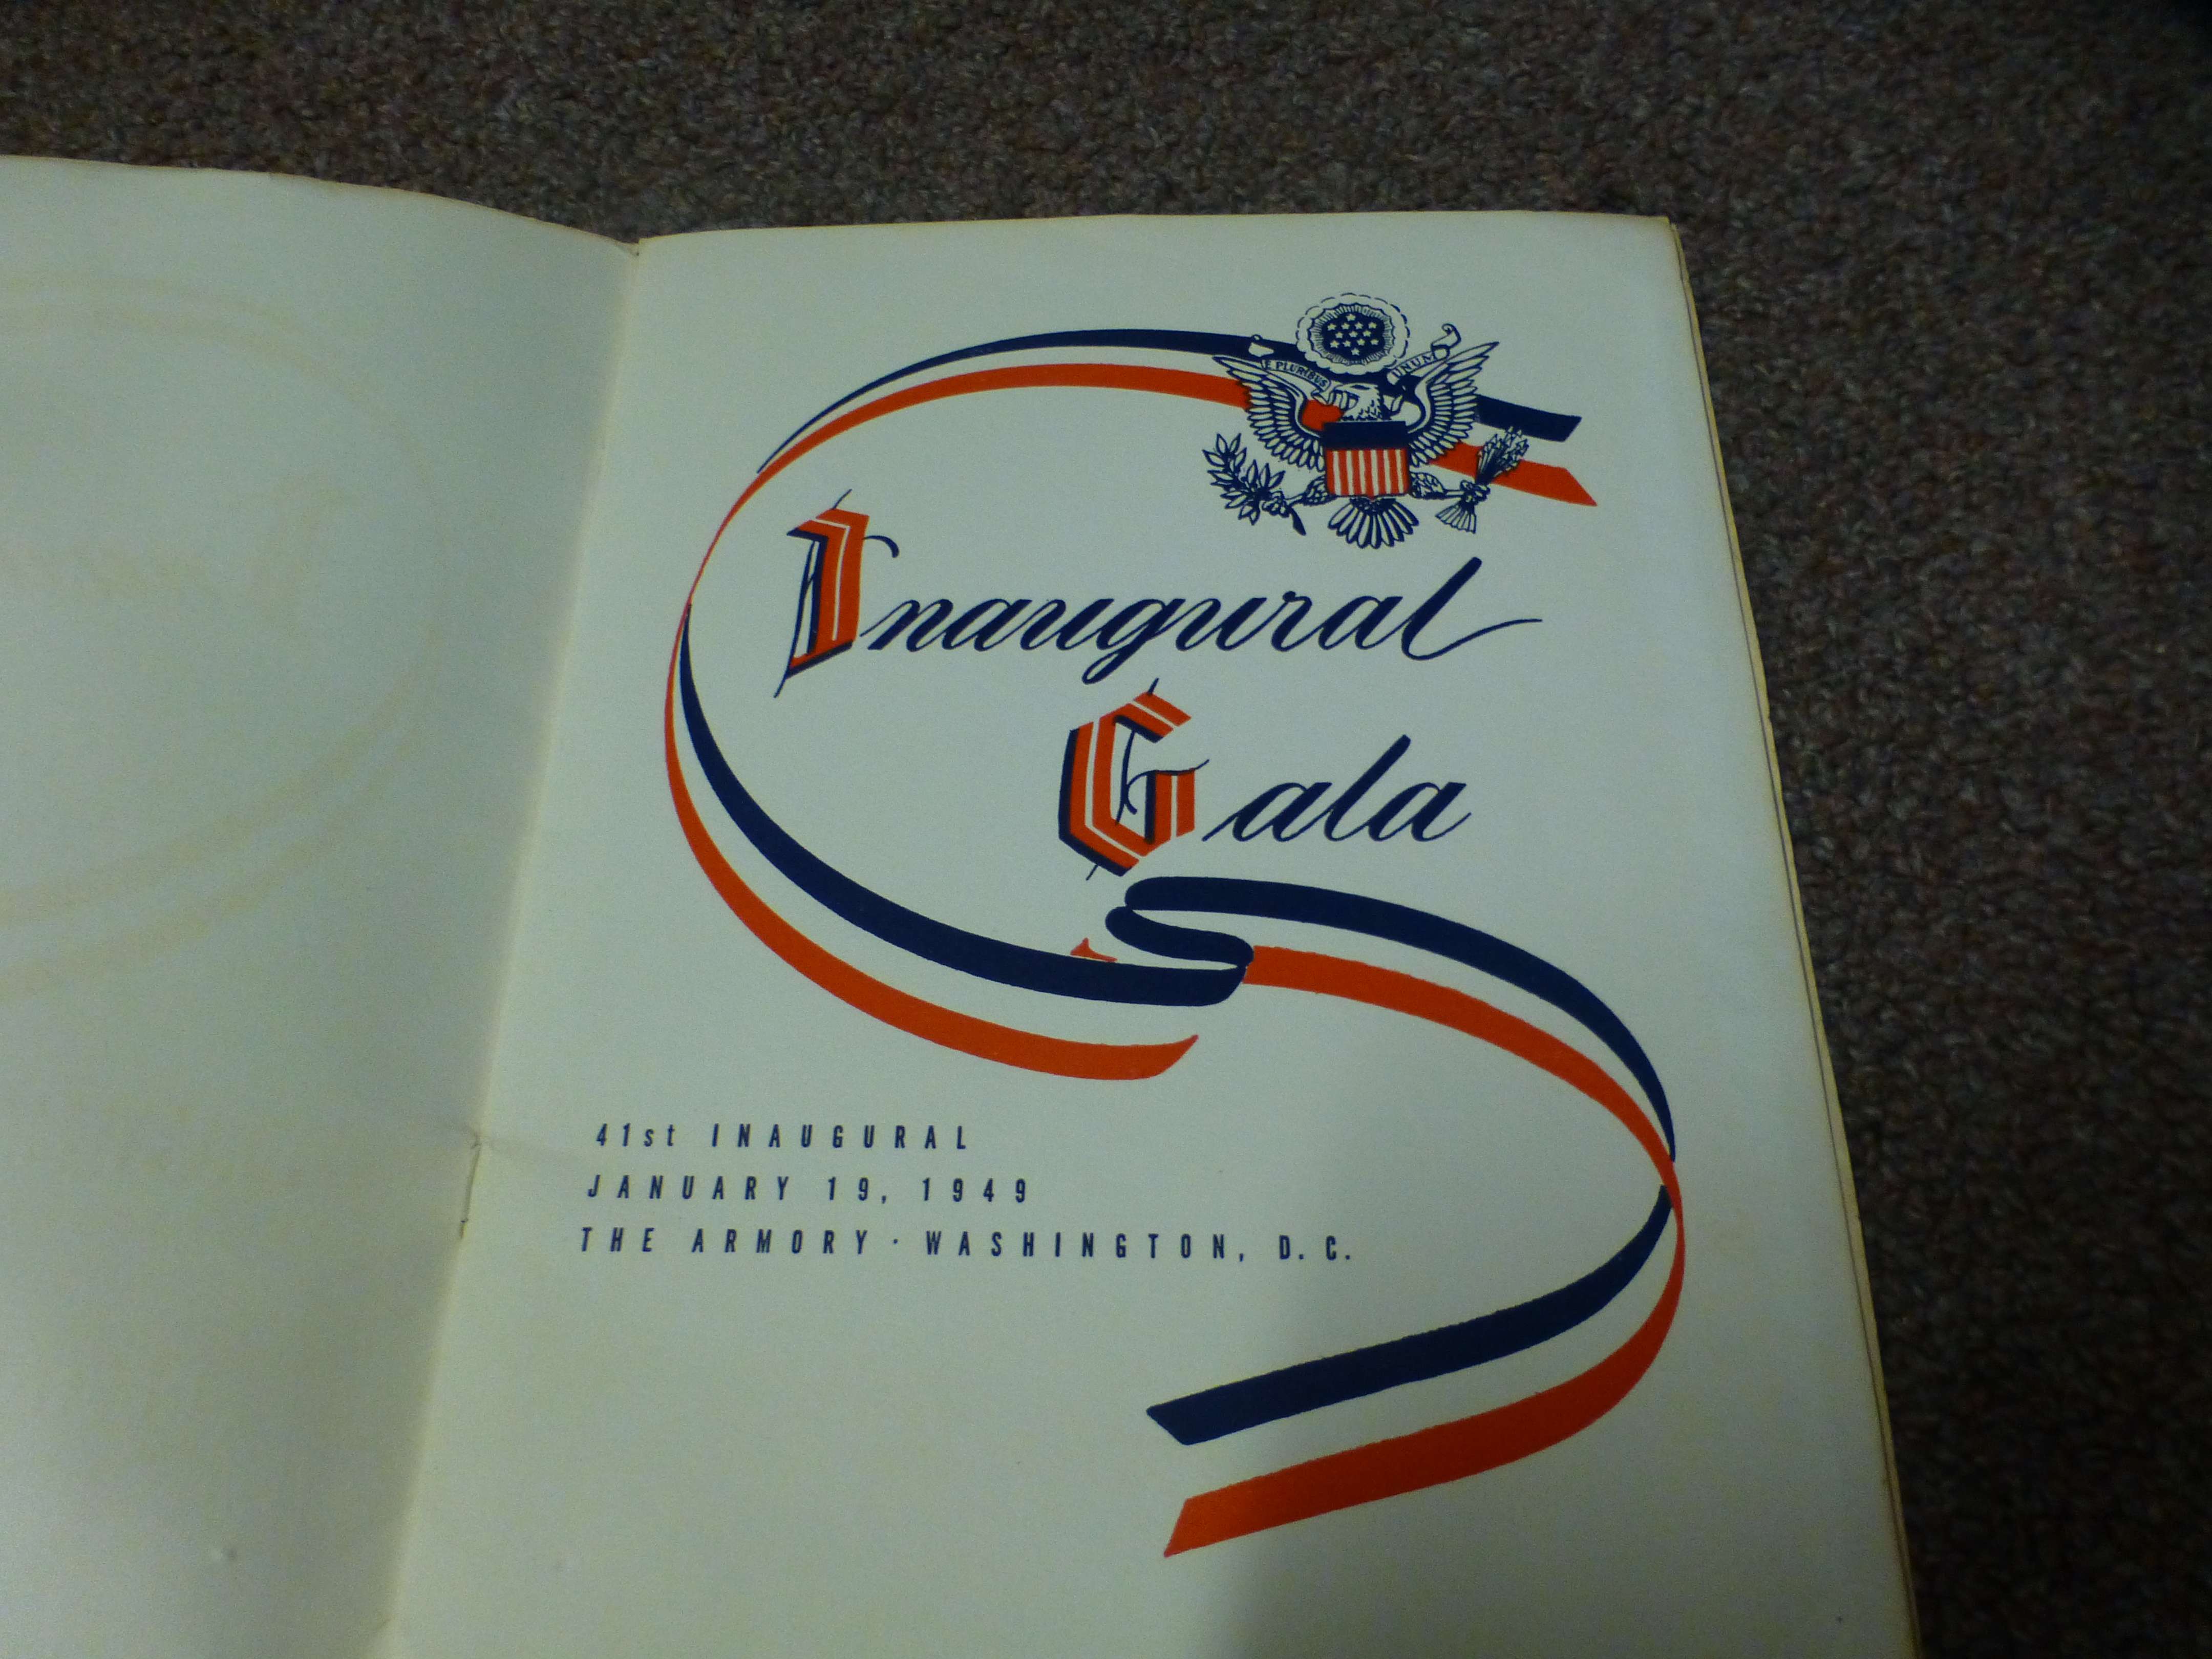 E PLURIBUS UNUM
Inaugural
Gala
41st INAUGURAL
JANUARY 19, 1949
THE ARMORY · WASHINGTON, D. C.